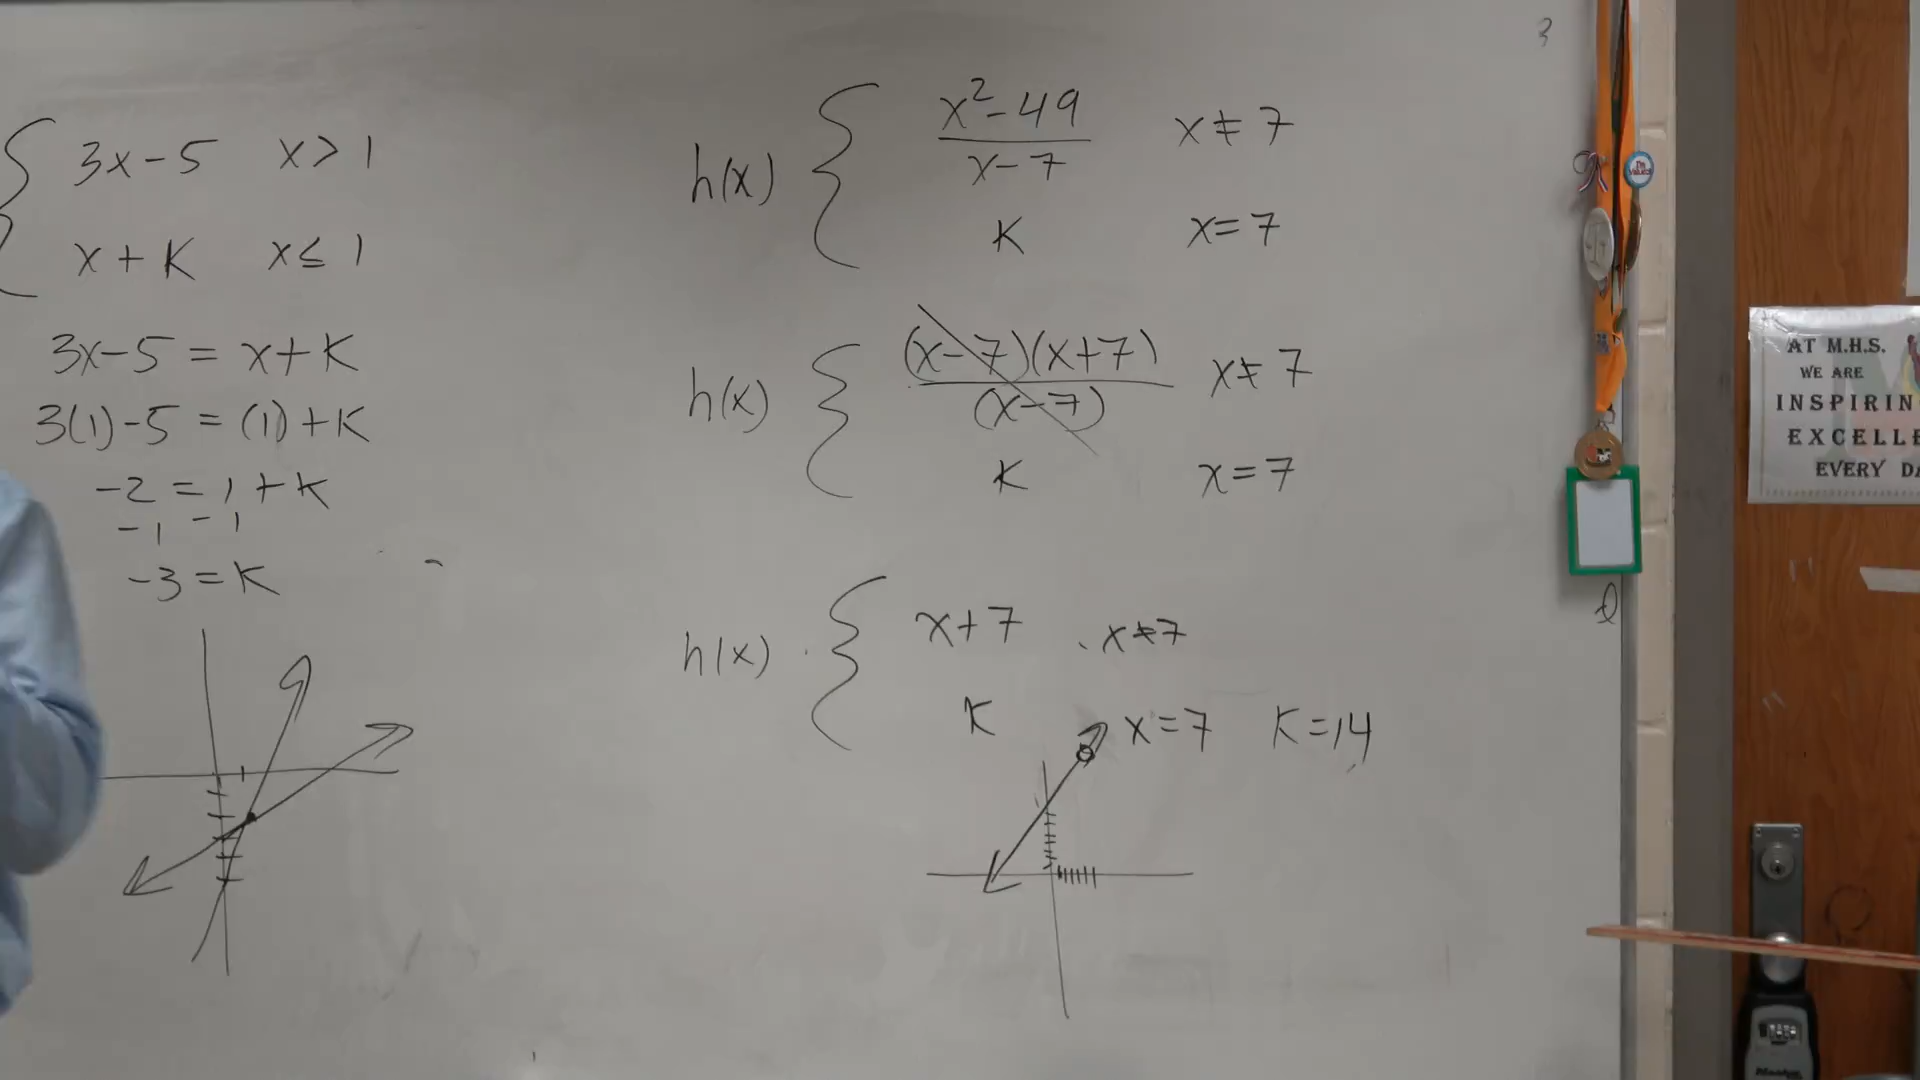 3x-5 x>1
x+K x≤1
3x-5 = x+K
3(1)-5 = (1)+K
-2 = 1+K
-1 -1
-3=K
h(x) { x²-49 x≠7
x-7
K x=7
h(x) { (x-7)(x+7) x≠7
(x-7)
K x=7
h(x) { x+7 x≠7
K x=7 K=14
AT M.H.S.
WE ARE
INSPIRIN
EXCELLE
EVERY DA